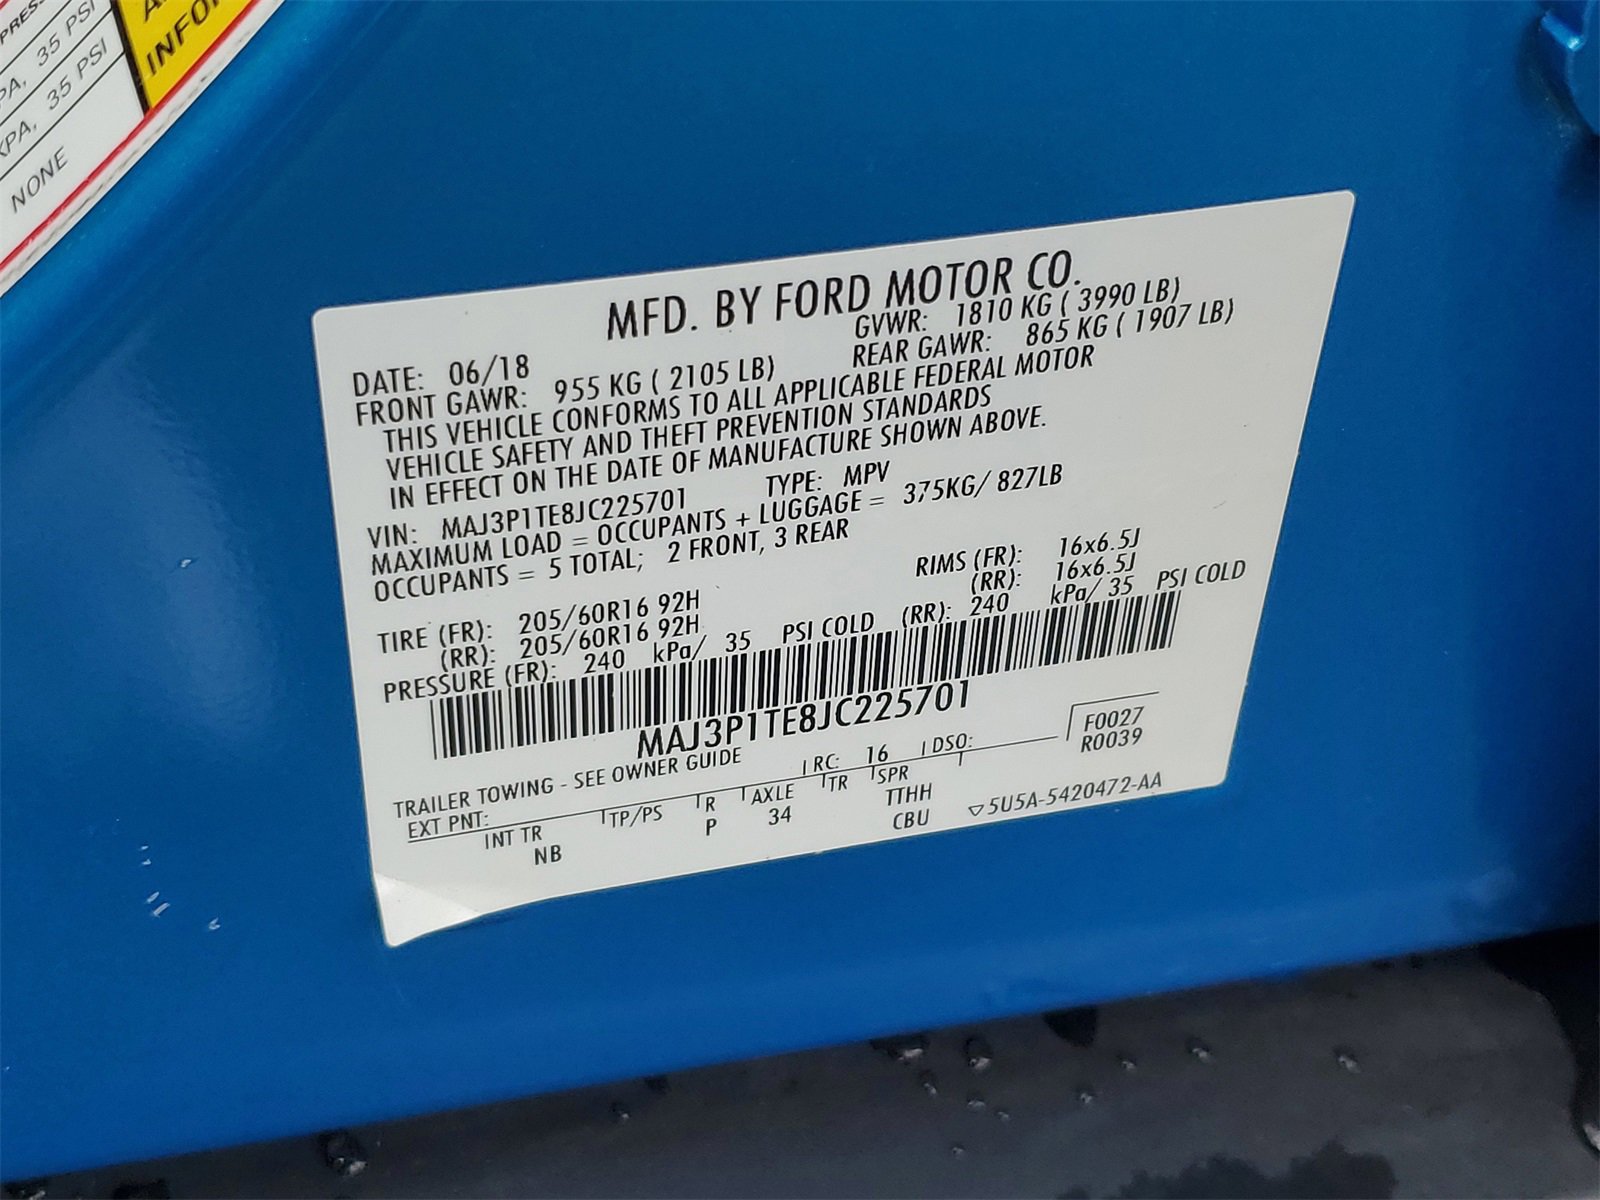 PRESS
PA, 35 PSI
KPA, 35 PSI
NONE
INFOR
MFD. BY FORD MOTOR CO.
DATE: 06/18 GVWR: 1810 KG ( 3990 LB)
FRONT GAWR: 955 KG ( 2105 LB) REAR GAWR: 865 KG ( 1907 LB)
THIS VEHICLE CONFORMS TO ALL APPLICABLE FEDERAL MOTOR
VEHICLE SAFETY AND THEFT PREVENTION STANDARDS
IN EFFECT ON THE DATE OF MANUFACTURE SHOWN ABOVE.
VIN: MAJ3P1TE8JC225701 TYPE: MPV
MAXIMUM LOAD = OCCUPANTS + LUGGAGE = 375KG/ 827LB
OCCUPANTS = 5 TOTAL; 2 FRONT, 3 REAR
TIRE (FR): 205/60R16 92H RIMS (FR): 16x6.5J
(RR): 205/60R16 92H (RR): 16x6.5J
PRESSURE (FR): 240 kPa/ 35 PSI COLD (RR): 240 kPa/ 35 PSI COLD
MAJ3P1TE8JC225701
TRAILER TOWING - SEE OWNER GUIDE
F0027
EXT PNT: RC: 16 DSO: R0039
INT TR TP/PS R AXLE TR SPR
NB P 34 TTHH
CBU
5U5A-5420472-AA